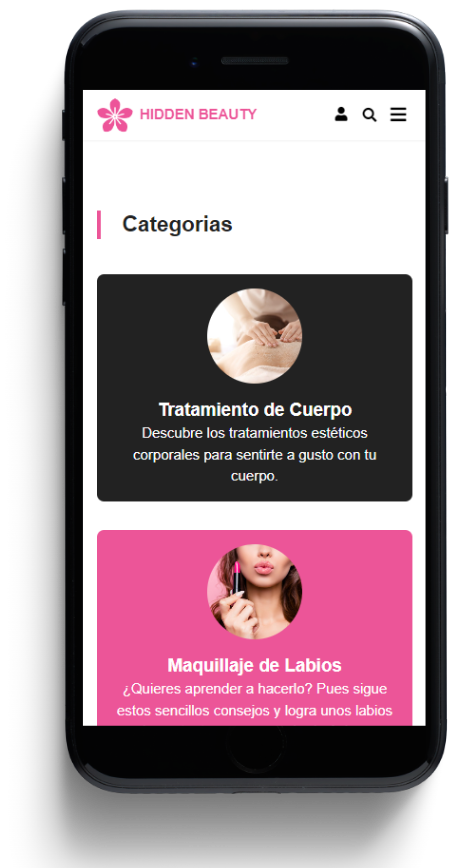 HIDDEN BEAUTY
Categorias
Tratamiento de Cuerpo
Descubre los tratamientos estéticos
corporales para sentirte a gusto con tu
cuerpo.
Maquillaje de Labios
¿Quieres aprender a hacerlo? Pues sigue
estos sencillos consejos y logra unos labios